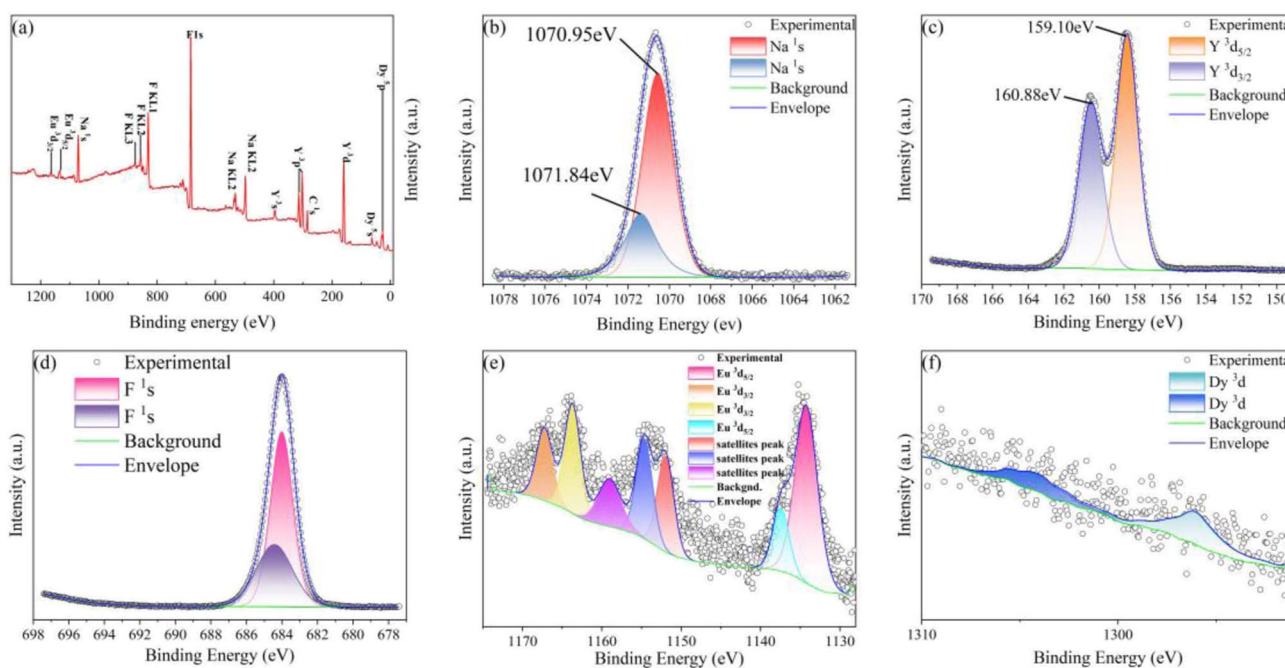 (a)
F1s
Dy⁵p
Eu ³d₃/₂
Eu ³d₅/₂
Na ¹s
F KL3
F KL2
F KL1
Na KL2
Na KL2
Y ³s
Y ³p
C ¹s
Y ³d
Dy⁵s
Intensity (a.u.)
1200 1000 800 600 400 200 0
Binding energy (eV)
(b)
1070.95eV
1071.84eV
Experimental
Na ¹s
Na ¹s
Background
Envelope
Intensity (a.u.)
1078 1076 1074 1072 1070 1068 1066 1064 1062
Binding Energy (ev)
(c)
159.10eV
160.88eV
Experimental
Y ³d₅/₂
Y ³d₃/₂
Background
Envelope
Intensity (a.u.)
170 168 166 164 162 160 158 156 154 152 150
Binding Energy (eV)
(d)
Experimental
F ¹s
F ¹s
Background
Envelope
Intensity (a.u.)
698 696 694 692 690 688 686 684 682 680 678
Binding Energy (eV)
(e)
Experimental
Eu ³d₅/₂
Eu ³d₃/₂
Eu ³d₃/₂
Eu ³d₅/₂
satellites peak
satellites peak
satellites peak
Backgnd.
Envelope
Intensity (a.u.)
1170 1160 1150 1140 1130
Binding Energy (eV)
(f)
Experimental
Dy ³d
Dy ³d
Background
Envelope
Intensity (a.u.)
1310 1300
Binding Energy (eV)